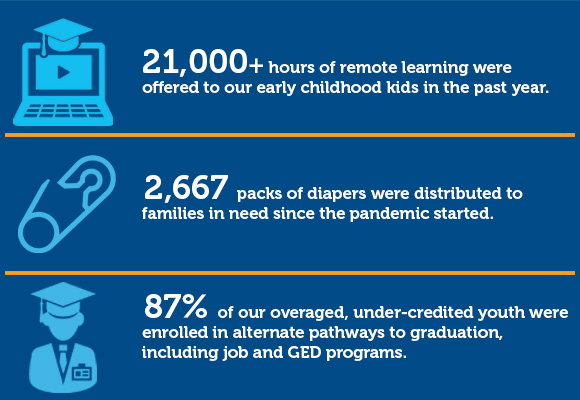 21,000+ hours of remote learning were
offered to our early childhood kids in the past year.
2,667 packs of diapers were distributed to
families in need since the pandemic started.
87% of our overaged, under-credited youth were
enrolled in alternate pathways to graduation,
including job and GED programs.